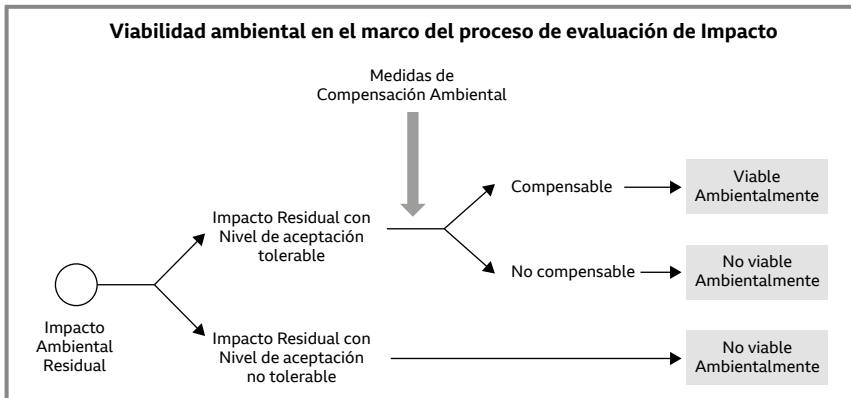 Viabilidad ambiental en el marco del proceso de evaluación de Impacto
Medidas de
Compensación Ambiental
Compensable
Viable
Ambientalmente
Impacto Residual con
Nivel de aceptación
tolerable
No compensable
No viable
Ambientalmente
Impacto
Ambiental
Residual
Impacto Residual con
Nivel de aceptación
no tolerable
No viable
Ambientalmente